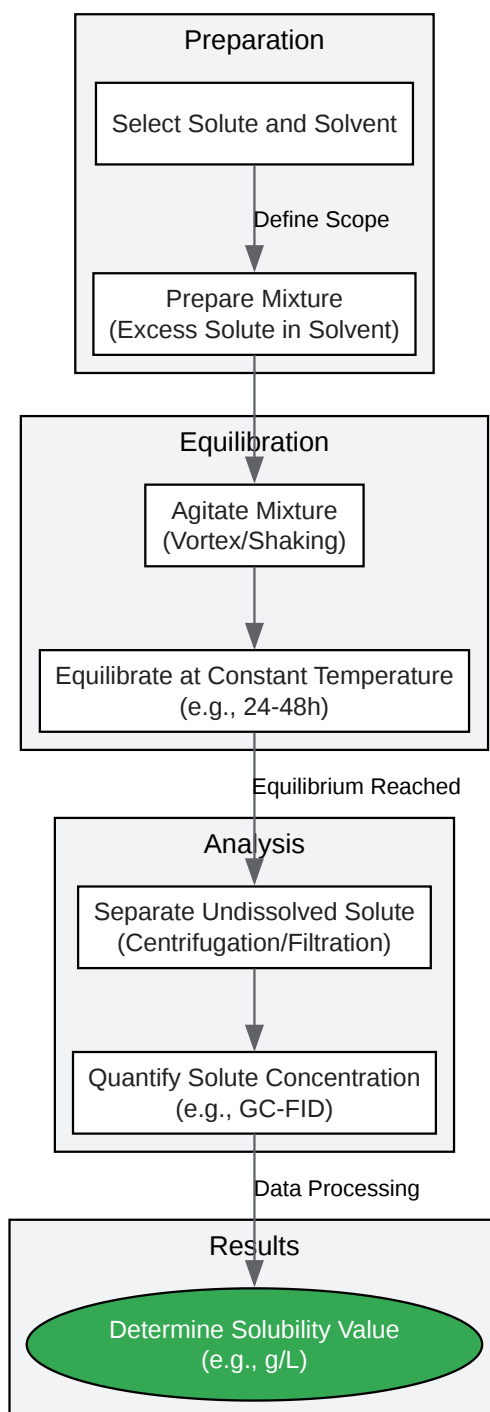 Preparation
Select Solute and Solvent
Define Scope
Prepare Mixture
(Excess Solute in Solvent)
Equilibration
Agitate Mixture
(Vortex/Shaking)
Equilibrate at Constant Temperature
(e.g., 24-48h)
Equilibrium Reached
Analysis
Separate Undissolved Solute
(Centrifugation/Filtration)
Quantify Solute Concentration
(e.g., GC-FID)
Data Processing
Results
Determine Solubility Value
(e.g., g/L)